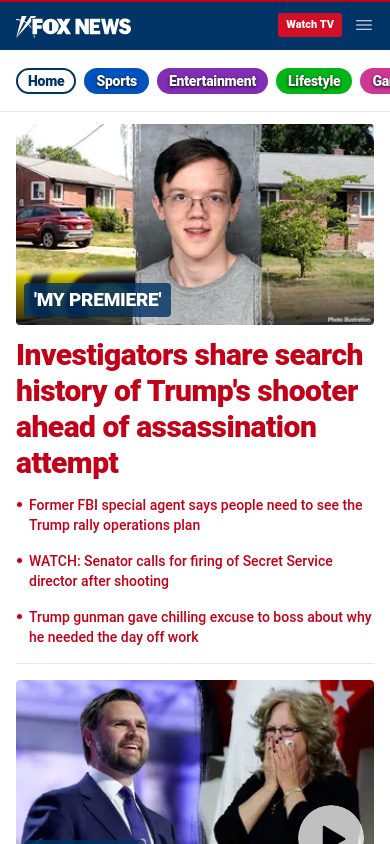 FOX NEWS
Watch TV
Home
Sports
Entertainment
Lifestyle
Ga
'MY PREMIERE'
Photo Illustration
Investigators share search
history of Trump's shooter
ahead of assassination
attempt
• Former FBI special agent says people need to see the
Trump rally operations plan
• WATCH: Senator calls for firing of Secret Service
director after shooting
• Trump gunman gave chilling excuse to boss about why
he needed the day off work